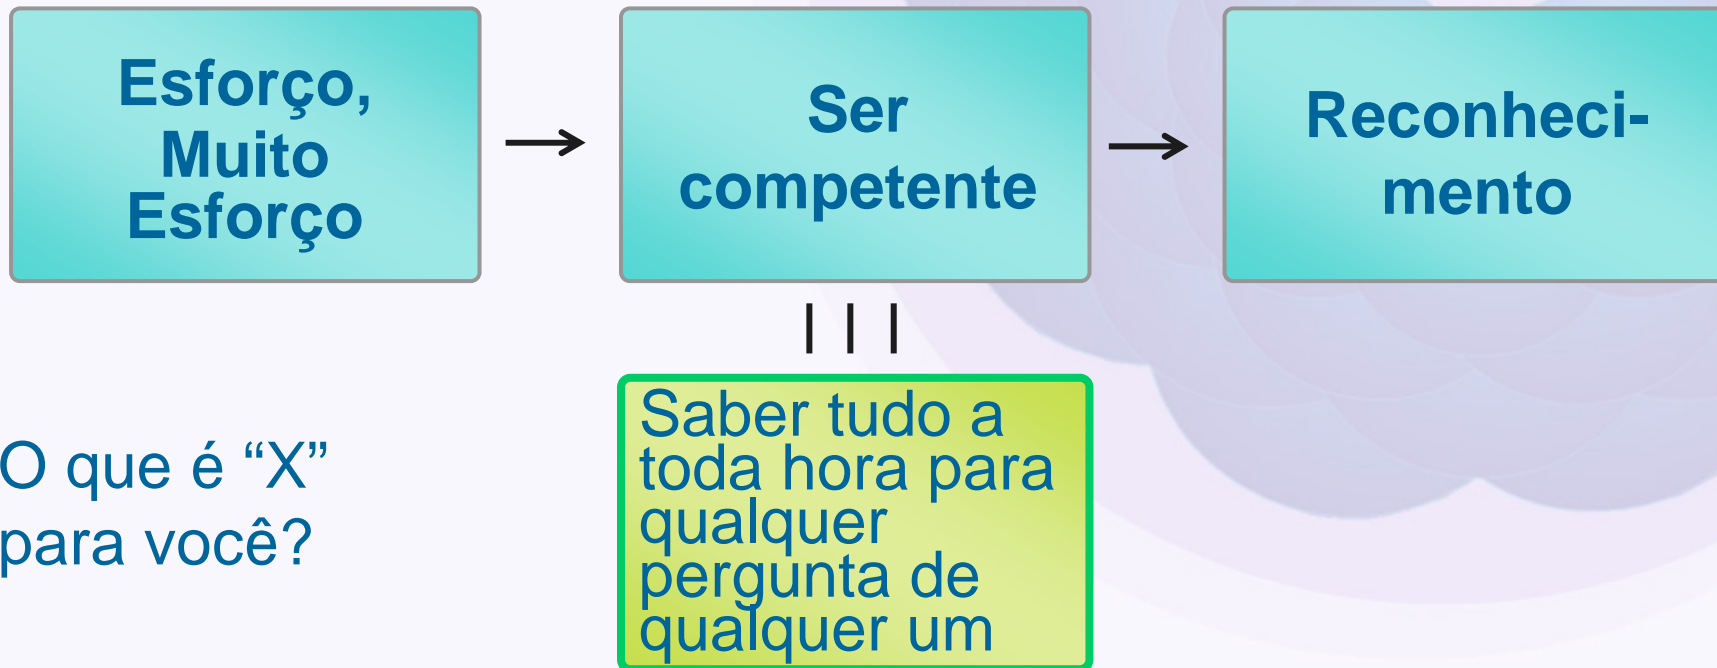 Esforço,
Muito
Esforço
Ser
competente
Reconheci-
mento
Saber tudo a
toda hora para
qualquer
pergunta de
qualquer um
O que é “X”
para você?